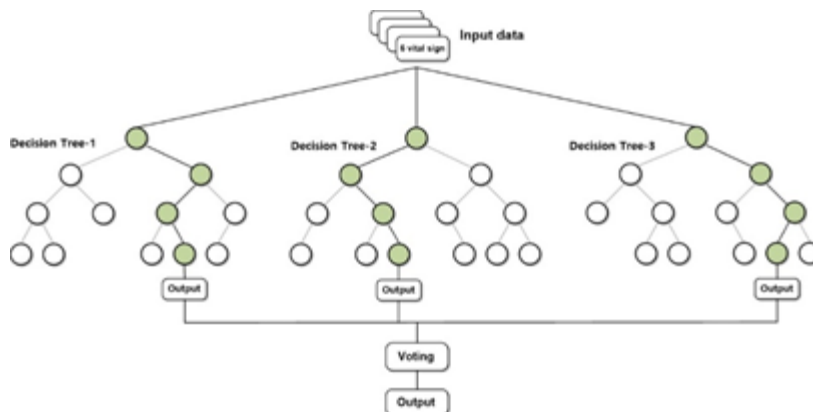 Input data
6 vital sign
Decision Tree-1
Decision Tree-2
Decision Tree-3
Output
Output
Output
Voting
Output